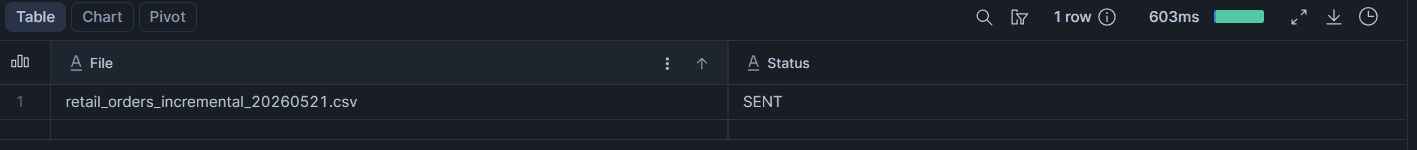 Table Chart Pivot 1 row 603ms
A File A Status
1 retail_orders_incremental_20260521.csv SENT